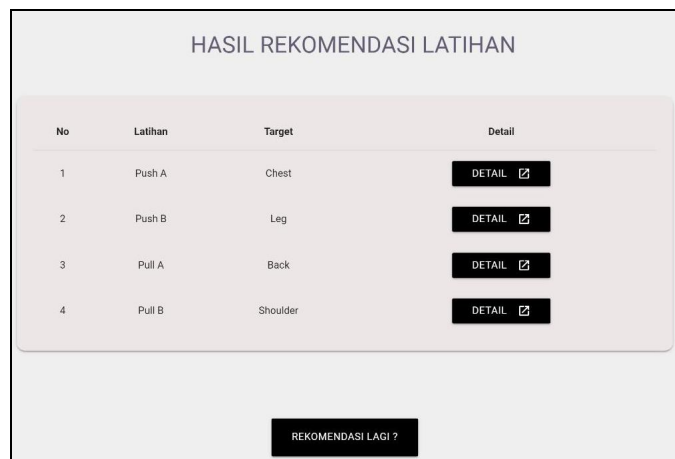 HASIL REKOMENDASI LATIHAN
No Latihan Target Detail
1 Push A Chest DETAIL
2 Push B Leg DETAIL
3 Pull A Back DETAIL
4 Pull B Shoulder DETAIL
REKOMENDASI LAGI ?